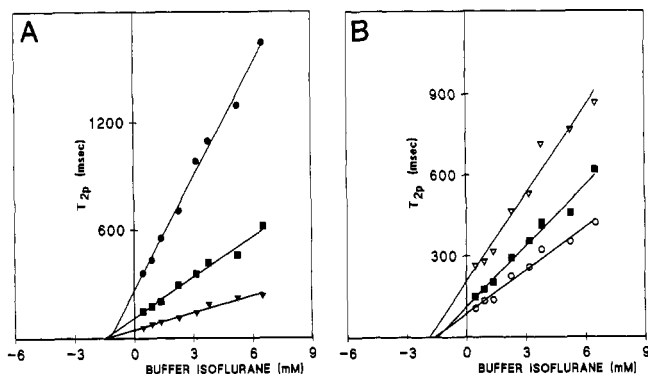 A
1200
600
T2p (msec)
-6 -3 0 3 6 9
BUFFER ISOFLURANE (mM)
B
900
600
300
T2p (msec)
-6 -3 0 3 6 9
BUFFER ISOFLURANE (mM)